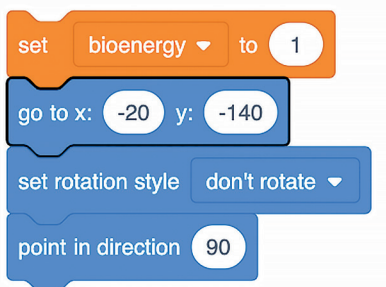 set bioenergy to 1
go to x: -20 y: -140
set rotation style don't rotate
point in direction 90